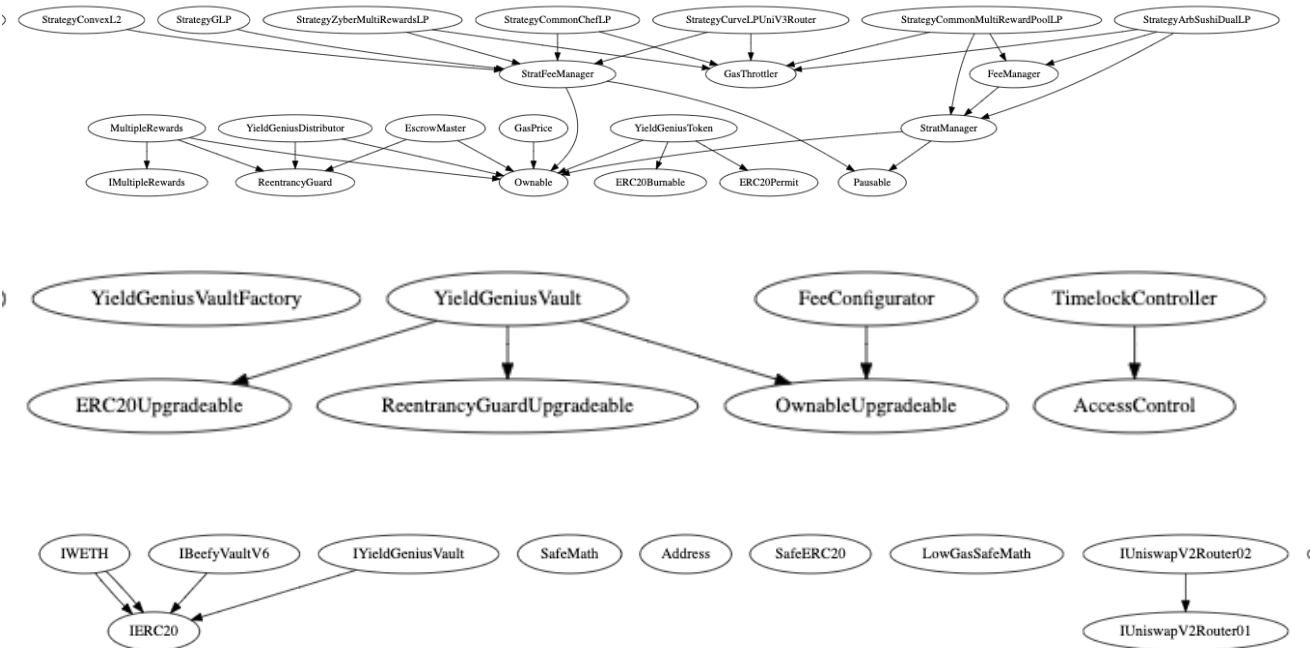 StrategyConvexL2 StrategyGLP StrategyZyberMultiRewardsLP StrategyCommonChefLP StrategyCurveLPUniV3Router StrategyCommonMultiRewardPoolLP StrategyArbSushiDualLP
StratFeeManager GasThrottler FeeManager
MultipleRewards YieldGeniusDistributor EscrowMaster GasPrice YieldGeniusToken StratManager
IMultipleRewards ReentrancyGuard Ownable ERC20Burnable ERC20Permit Pausable
YieldGeniusVaultFactory YieldGeniusVault FeeConfigurator TimelockController
ERC20Upgradeable ReentrancyGuardUpgradeable OwnableUpgradeable AccessControl
IWETH IBeefyVaultV6 IYieldGeniusVault SafeMath Address SafeERC20 LowGasSafeMath IUniswapV2Router02
IERC20 IUniswapV2Router01